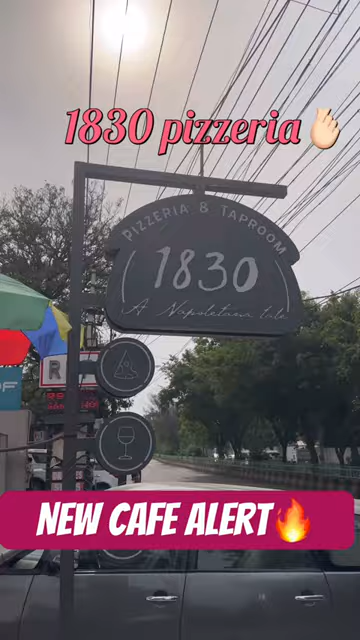 1830 pizzeria🫰🏻
PIZZERIA & TAPROOM
1830
A Napoletana tale
R
NEW CAFE ALERT🔥